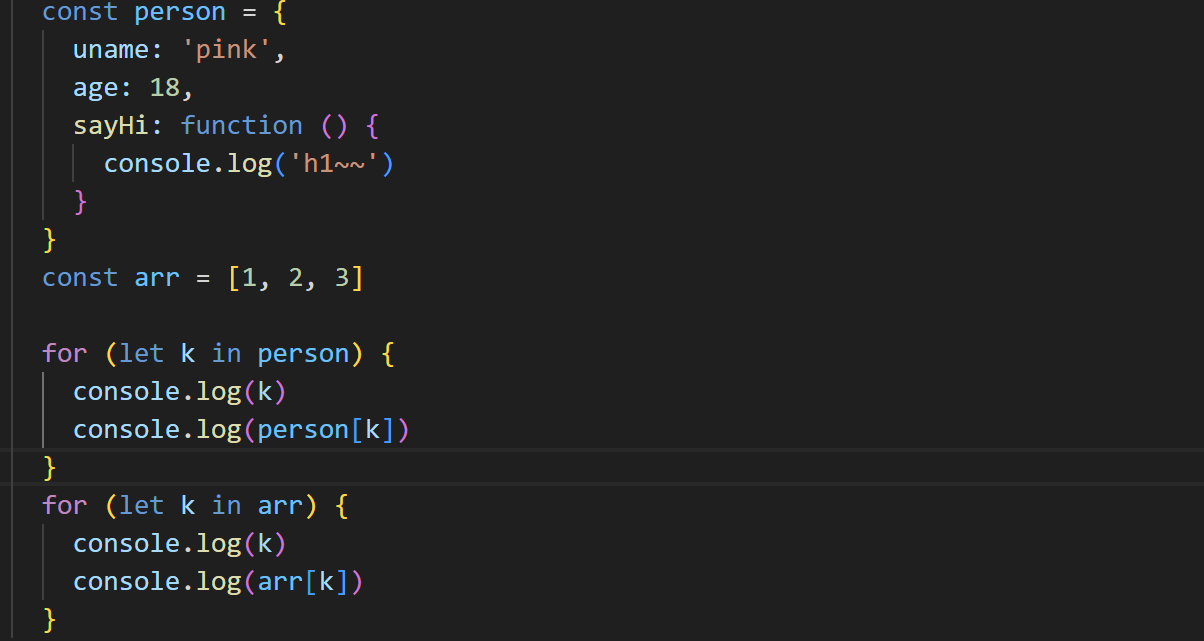 const person = {
  uname: 'pink',
  age: 18,
  sayHi: function () {
    console.log('h1~~')
  }
}
const arr = [1, 2, 3]

for (let k in person) {
  console.log(k)
  console.log(person[k])
}
for (let k in arr) {
  console.log(k)
  console.log(arr[k])
}